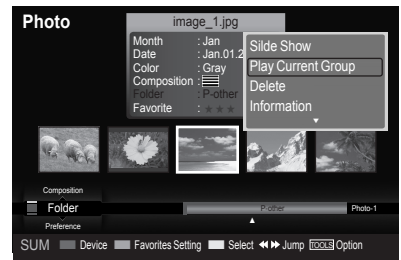 Photo
image_1.jpg
Month : Jan
Date : Jan.01.2
Color : Gray
Composition :
Folder : P-other
Favorite : ★ ★ ★
Silde Show
Play Current Group
Delete
Information
Composition
Folder
Preference
P-other
Photo-1
SUM Device Favorites Setting Select Jump TOOLS Option